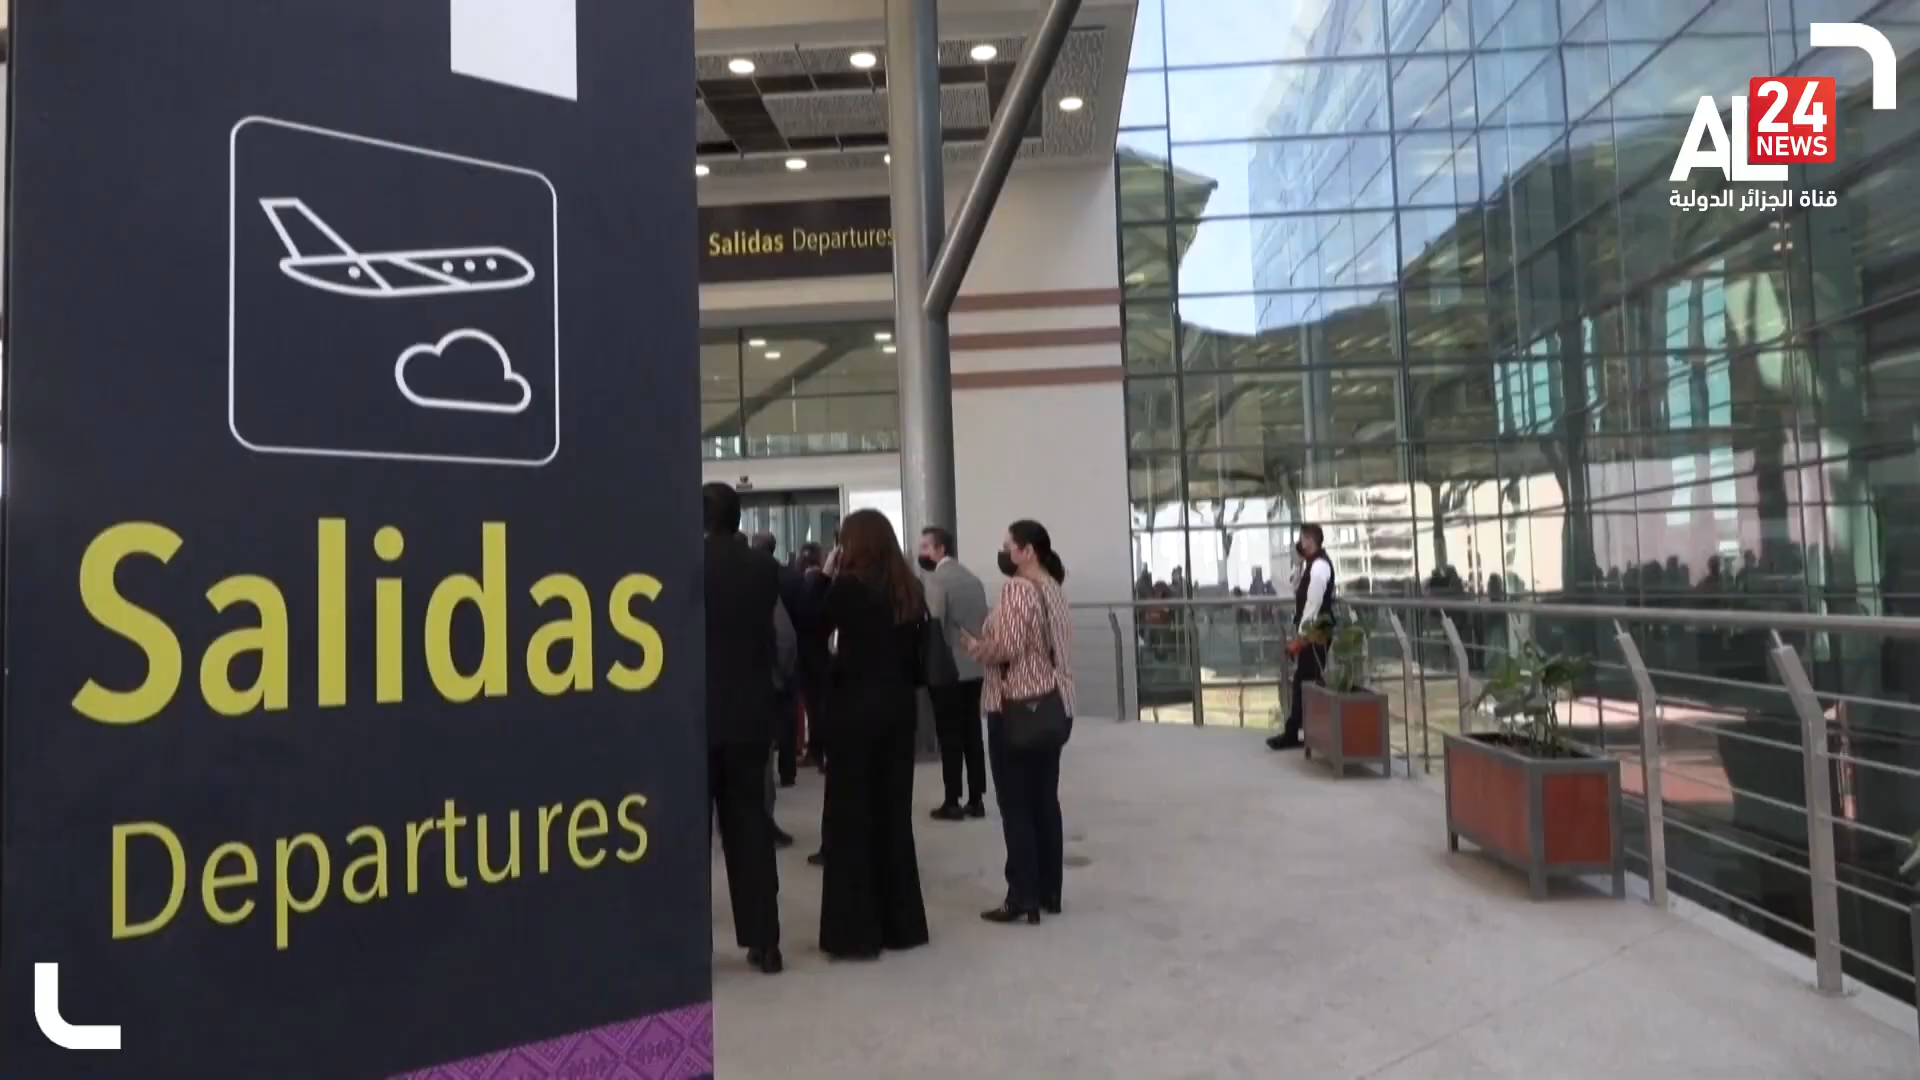 AL
24
NEWS
قناة الجزائر الدولية
Salidas Departures
Salidas
Departures